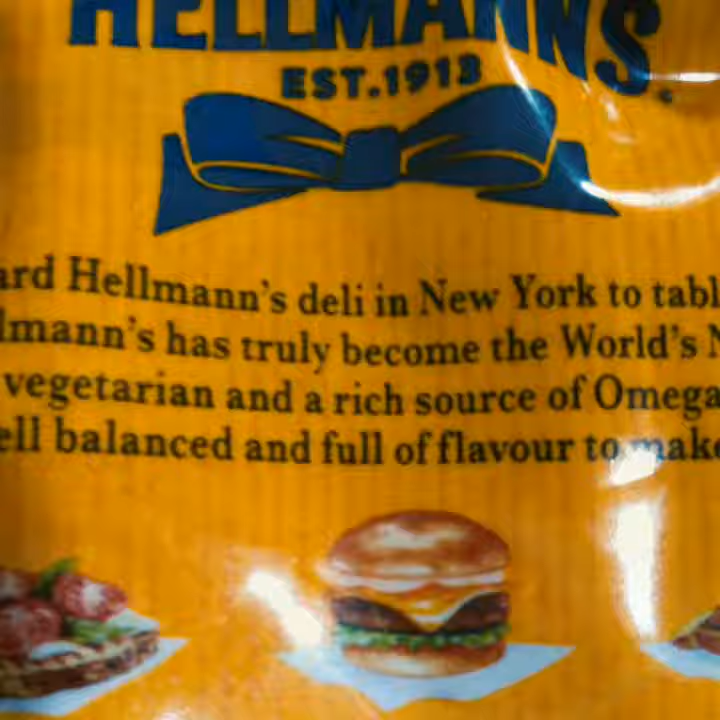 HELLMANN'S
EST.1913
ard Hellmann's deli in New York to tabl
lmann's has truly become the World's N
vegetarian and a rich source of Omega
ell balanced and full of flavour to make